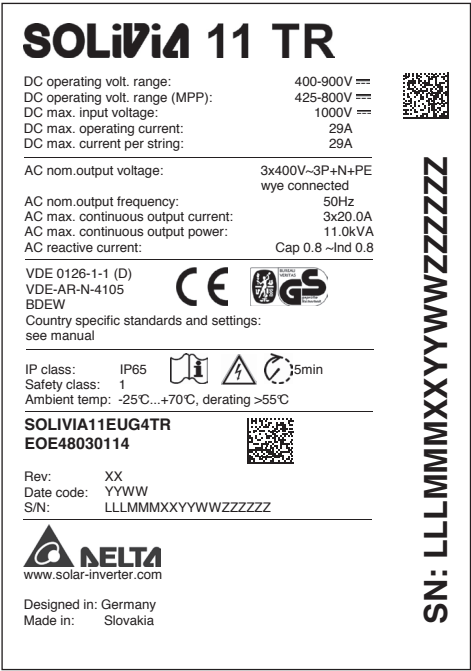 SOLiViA 11 TR
DC operating volt. range: 400-900V
DC operating volt. range (MPP): 425-800V
DC max. input voltage: 1000V
DC max. operating current: 29A
DC max. current per string: 29A
AC nom.output voltage: 3x400V~3P+N+PE
wye connected
AC nom.output frequency: 50Hz
AC max. continuous output current: 3x20.0A
AC max. continuous output power: 11.0kVA
AC reactive current: Cap 0.8 ~Ind 0.8
VDE 0126-1-1 (D)
VDE-AR-N-4105
BDEW
CE
BUREAU
VERITAS
GS
geprüfte
Sicherheit
Country specific standards and settings:
see manual
IP class: IP65
5min
Safety class: 1
Ambient temp: -25°C...+70°C, derating >55°C
SOLIVIA11EUG4TR
EOE48030114
Rev: XX
Date code: YYWW
S/N: LLLMMMXXYYWWZZZZZZ
DELTA
www.solar-inverter.com
Designed in: Germany
Made in: Slovakia
SN: LLLMMMXXYYWWZZZZZZ